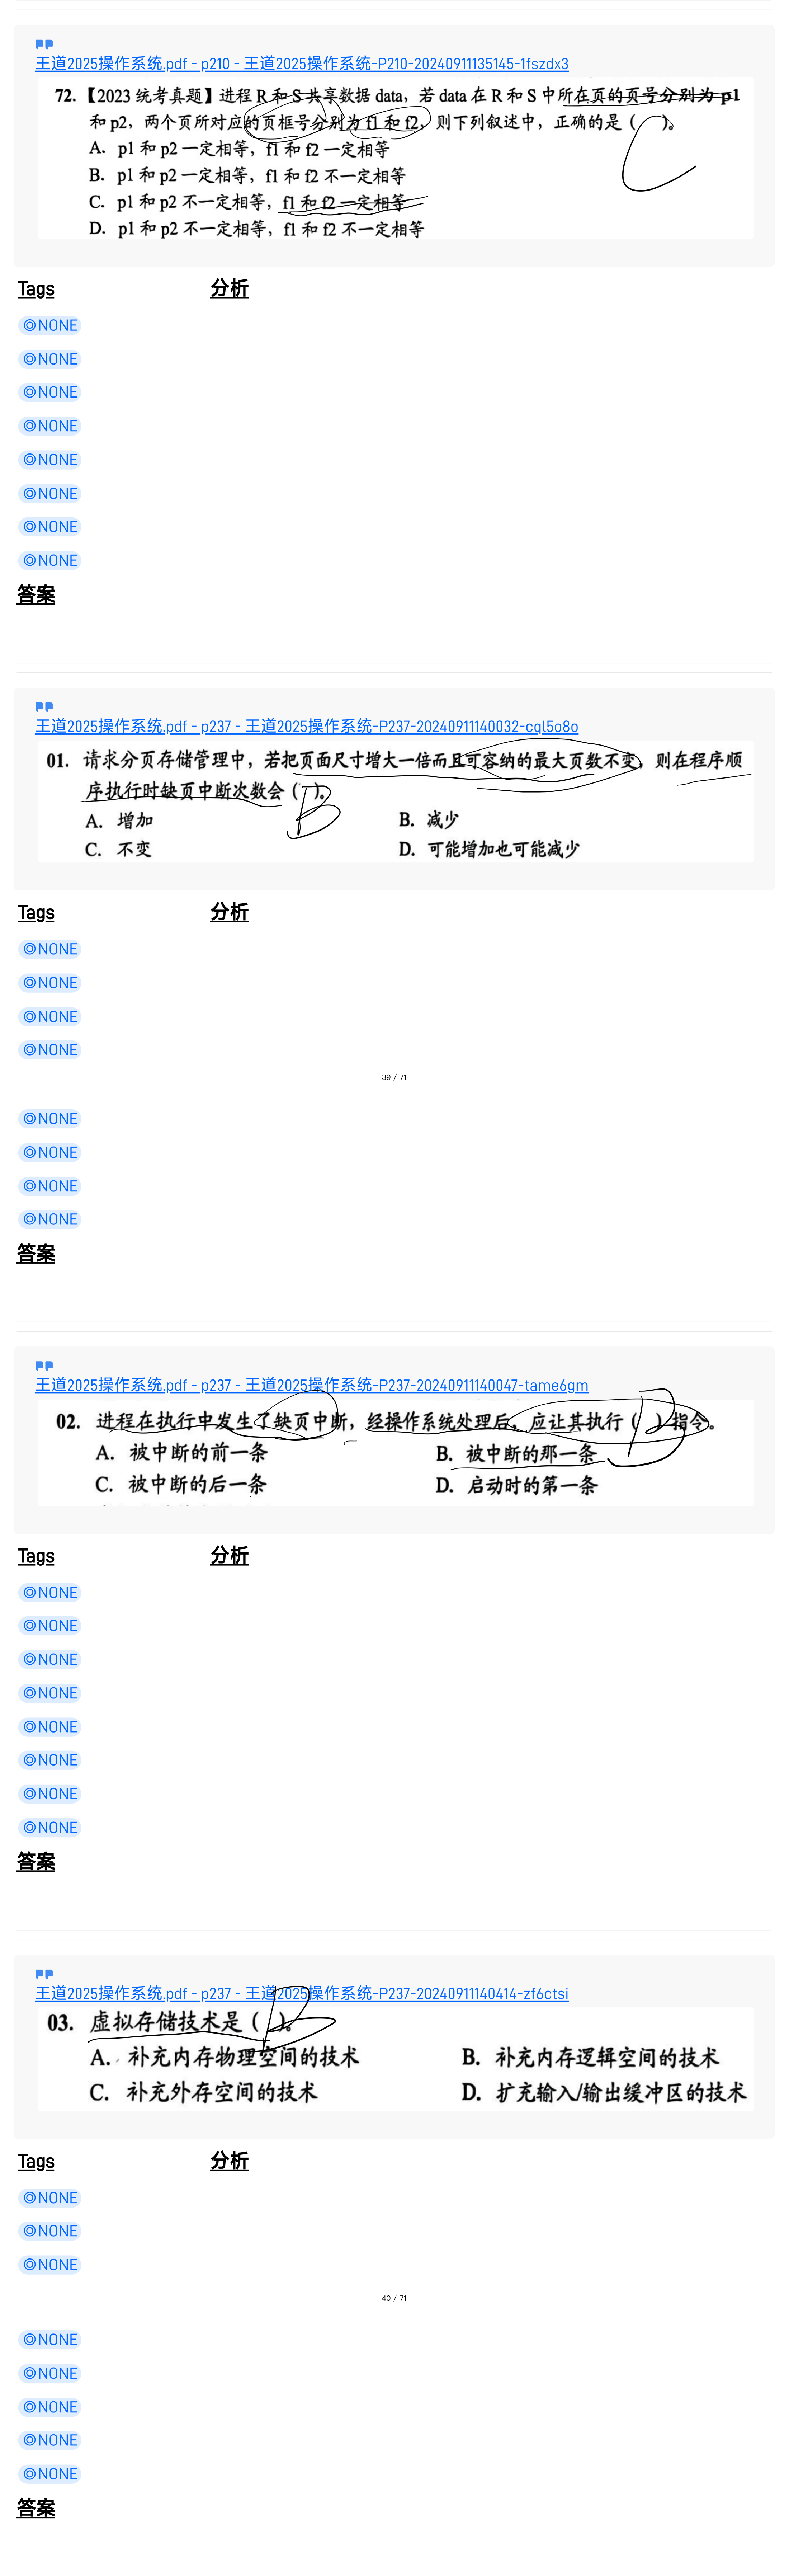 王道2025操作系统.pdf - p210 - 王道2025操作系统-P210-20240911135145-1fszdx3
72.【2023 统考真题】进程 R 和 S 共享数据 data，若 data 在 R 和 S 中所在页的页号分别为 p1
和 p2，两个页所对应的页框号分别为 f1 和 f2，则下列叙述中，正确的是（ ）。
C
A. p1 和 p2 一定相等，f1 和 f2 一定相等
B. p1 和 p2 一定相等，f1 和 f2 不一定相等
C. p1 和 p2 不一定相等，f1 和 f2 一定相等
D. p1 和 p2 不一定相等，f1 和 f2 不一定相等
Tags 分析
◎NONE
◎NONE
◎NONE
◎NONE
◎NONE
◎NONE
◎NONE
◎NONE
答案
王道2025操作系统.pdf - p237 - 王道2025操作系统-P237-20240911140032-cql5o8o
01. 请求分页存储管理中，若把页面尺寸增大一倍而且可容纳的最大页数不变，则在程序顺
序执行时缺页中断次数会（ ）。
B
A. 增加 B. 减少
C. 不变 D. 可能增加也可能减少
Tags 分析
◎NONE
◎NONE
◎NONE
◎NONE
39 / 71
◎NONE
◎NONE
◎NONE
◎NONE
答案
王道2025操作系统.pdf - p237 - 王道2025操作系统-P237-20240911140047-tame6gm
02. 进程在执行中发生了缺页中断，经操作系统处理后，应让其执行（ ）指令。
B
A. 被中断的前一条 B. 被中断的那一条
C. 被中断的后一条 D. 启动时的第一条
Tags 分析
◎NONE
◎NONE
◎NONE
◎NONE
◎NONE
◎NONE
◎NONE
◎NONE
答案
王道2025操作系统.pdf - p237 - 王道2025操作系统-P237-20240911140414-zf6ctsi
03. 虚拟存储技术是（ ）。
B
A. 补充内存物理空间的技术 B. 补充内存逻辑空间的技术
C. 补充外存空间的技术 D. 扩充输入/输出缓冲区的技术
Tags 分析
◎NONE
◎NONE
◎NONE
40 / 71
◎NONE
◎NONE
◎NONE
◎NONE
◎NONE
答案